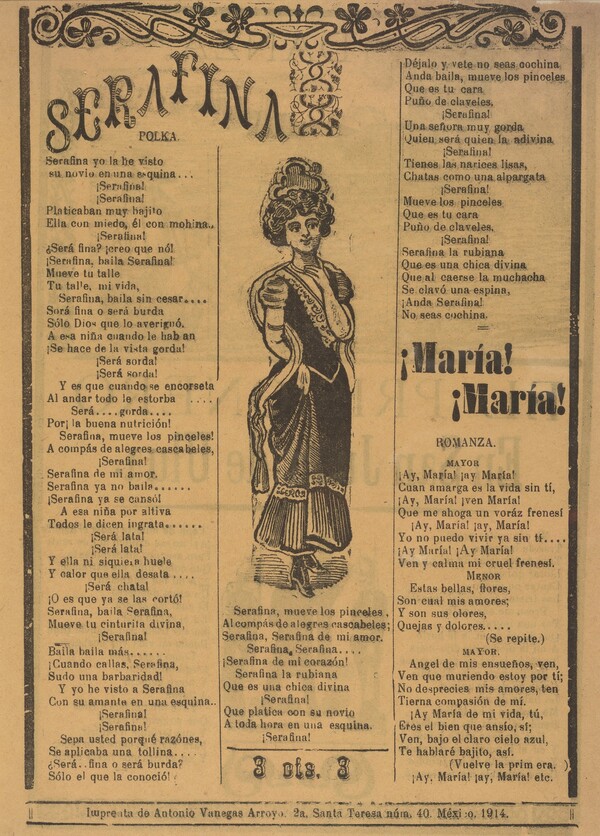 SERAFINA
POLKA.
Serafina yo la he visto
su novio en una esquina...
¡Serafina!
¡Serafina!
Platicaban muy bajito
Ella con miedo, él con mohina..
¡Serafina!
¿Será fina? ¡creo que nó!
¡Serafina, baila Serafina!
Mueve tu talle
Tu talle, mi vida,
Serafina, baila sin cesar....
Será fina o será burda
Sólo Dios que lo averiguó.
A esa niña cuando le hab an
¡Se hace de la vista gorda!
¡Será sorda!
¡Será sorda!
Y es que cuando se encorseta
Al andar todo le estorba ....
Será....gorda....
Por¡ la buena nutrición!
Serafina, mueve los pinceles!
A compás de alegres cascabeles,
¡Serafina!
Serafina de mi amor.
Serafina ya no baila......
¡Serafina ya se cansó!
A esa niña por altiva
Todos le dicen ingrata......
¡Será lata!
¡Será lata!
Y ella ni siquiera huele
Y calor que ella desata ....
¡Será chata!
¡O es que ya se las cortó!
Serafina, baila Serafina,
Mueve tu cinturita divina,
¡Serafina!
Baila baila más......
¡Cuando callas, Serafina,
Sudo una barbaridad!
Y yo he visto a Serafina
Con su amante en una esquina..
¡Serafina!
¡Serafina!
Sepa usted porqué razónes,
Se aplicaba una tollina....
¿Será..fina o será burda?
Sólo el que la conoció!
Serafina, mueve los pinceles.
Al compás de alegres cascabeles;
Serafina, Serafina de mi amor.
Serafina, Serafina....
¡Serafina de mi corazón!
Serafina la rubiana
Que es una chica divina
¡Serafina!
Que platica con su novio
A toda hora en una esquina.
¡Serafina!
3 cts. 3
Déjalo y vete no seas cochina
Anda baila, mueve los pinceles
Que es tu cara
Puño de claveles,
¡Serafina!
Una señora muy gorda
Quien será quien la adivina
¡Serafina!
Tienes las narices lisas,
Chatas como una alpargata
¡Serafina!
Mueve los pinceles
Que es tu cara
Puño de claveles,
¡Serafina!
Serafina la rubiana
Que es una chica divina
Que al caerse la muchacha
Se clavó una espina,
¡Anda Serafina!
No seas cochina.
¡María!
¡María!
ROMANZA.
MAYOR
¡Ay, María! ¡ay María!
Cuan amarga es la vida sin tí,
¡Ay, María! ¡ven María!
Que me ahoga un voráz frenesí
¡Ay, María! ¡ay, María!
Yo no puedo vivir ya sin tí....
¡Ay María! ¡Ay María!
Ven y calma mi cruel frenesí.
MENOR
Estas bellas, flores,
Son cual mis amores;
Y son sus olores,
Quejas y dolores.....
(Se repite.)
MAYOR.
Angel de mis ensueños, ven,
Ven que muriendo estoy por tí;
No desprecies mis amores, ten
Tierna compasión de mí.
¡Ay María de mi vida, tú,
Eres el bien que ansío, sí;
Ven, bajo el claro cielo azul,
Te hablaré bajito, así.
(Vuelve la prim era. )
¡Ay, María! ¡ay, María! etc.
Imprenta de Antonio Vanegas Arroyo. 2a. Santa Teresa núm. 40. México. 1914.